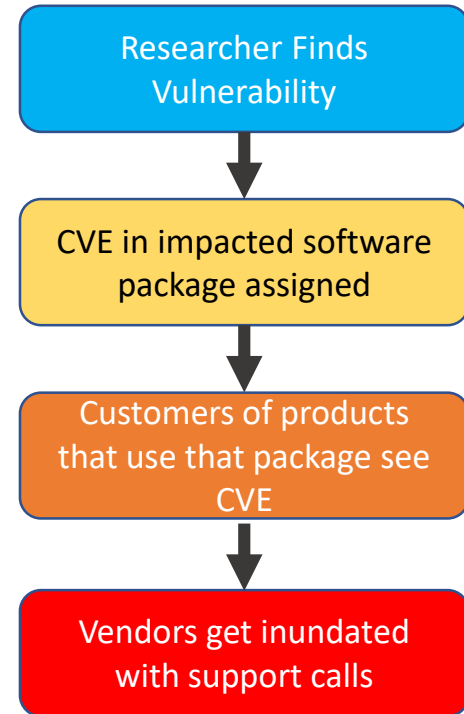 Researcher Finds
Vulnerability
CVE in impacted software
package assigned
Customers of products
that use that package see
CVE
Vendors get inundated
with support calls